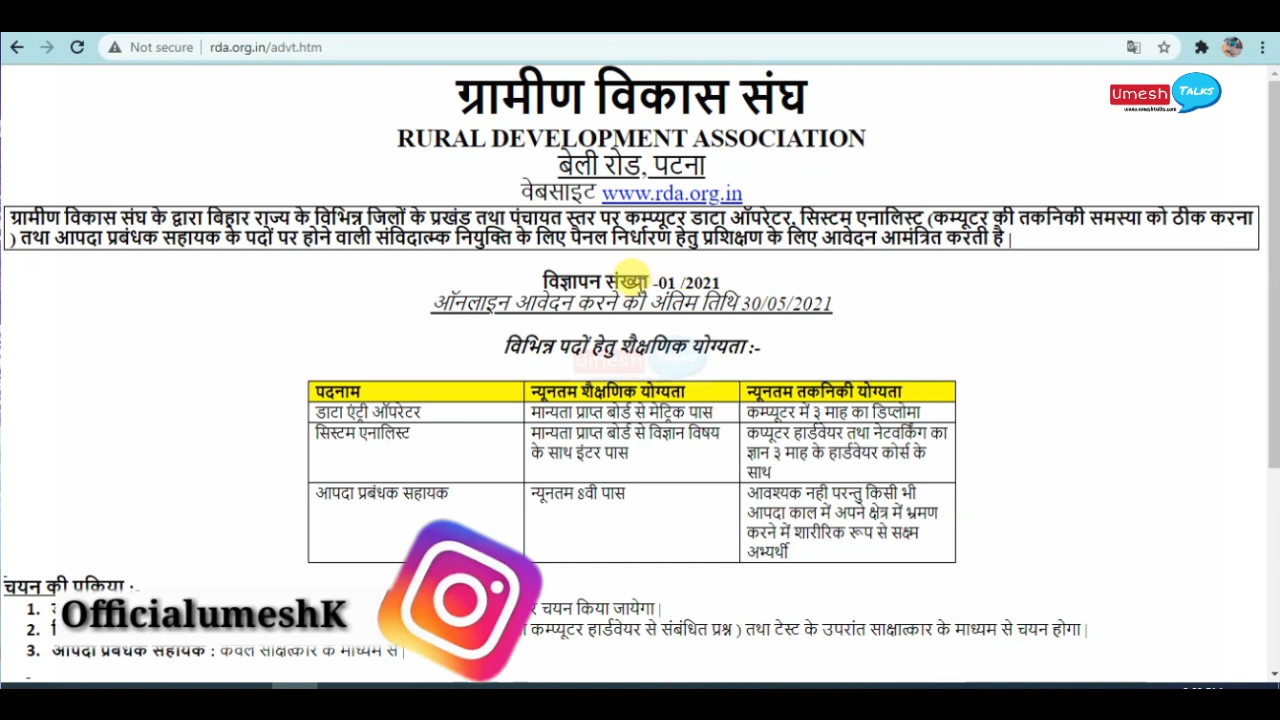 Not secure
rda.org.in/advt.htm
Umesh TALKS
www.umeshtalks.com
ग्रामीण विकास संघ
RURAL DEVELOPMENT ASSOCIATION
बेली रोड, पटना
वेबसाइट www.rda.org.in
ग्रामीण विकास संघ के द्वारा बिहार राज्य के विभिन्न जिलों के प्रखंड तथा पंचायत स्तर पर कम्प्यूटर डाटा ऑपरेटर, सिस्टम एनालिस्ट (कम्यूटर की तकनिकी समस्या को ठीक करना
) तथा आपदा प्रबंधक सहायक के पदों पर होने वाली संविदात्म्क नियुक्ति के लिए पैनल निर्धारण हेतु प्रशिक्षण के लिए आवेदन आमंत्रित करती है |
विज्ञापन संख्या -01 /2021
ऑनलाइन आवेदन करने की अंतिम तिथि 30/05/2021
विभिन्न पदों हेतु शैक्षणिक योग्यता :-
Umesh
पदनाम न्यूनतम शैक्षणिक योग्यता न्यूनतम तकनिकी योग्यता
डाटा एंट्री ऑपरेटर मान्यता प्राप्त बोर्ड से मेट्रिक पास कम्प्यूटर में ३ माह का डिप्लोमा
सिस्टम एनालिस्ट मान्यता प्राप्त बोर्ड से विज्ञान विषय कप्यूटर हार्डवेयर तथा नेटवर्किंग का
के साथ इंटर पास ज्ञान ३ माह के हार्डवेयर कोर्स के
साथ
आपदा प्रबंधक सहायक न्यूनतम ८वी पास आवश्यक नही परन्तु किसी भी
आपदा काल में अपने क्षेत्र में भ्रमण
करने में शारीरिक रूप से सक्ष्म
अभ्यर्थी
चयन की प्रकिया :-
1. चयन किया जायेगा |
OfficialumeshK
2. कम्प्यूटर हार्डवेयर से संबंधित प्रश्न ) तथा टेस्ट के उपरांत साक्षात्कार के माध्यम से चयन होगा |
3. आपदा प्रबंधक सहायक : केवल साक्षात्कार के माध्यम से |